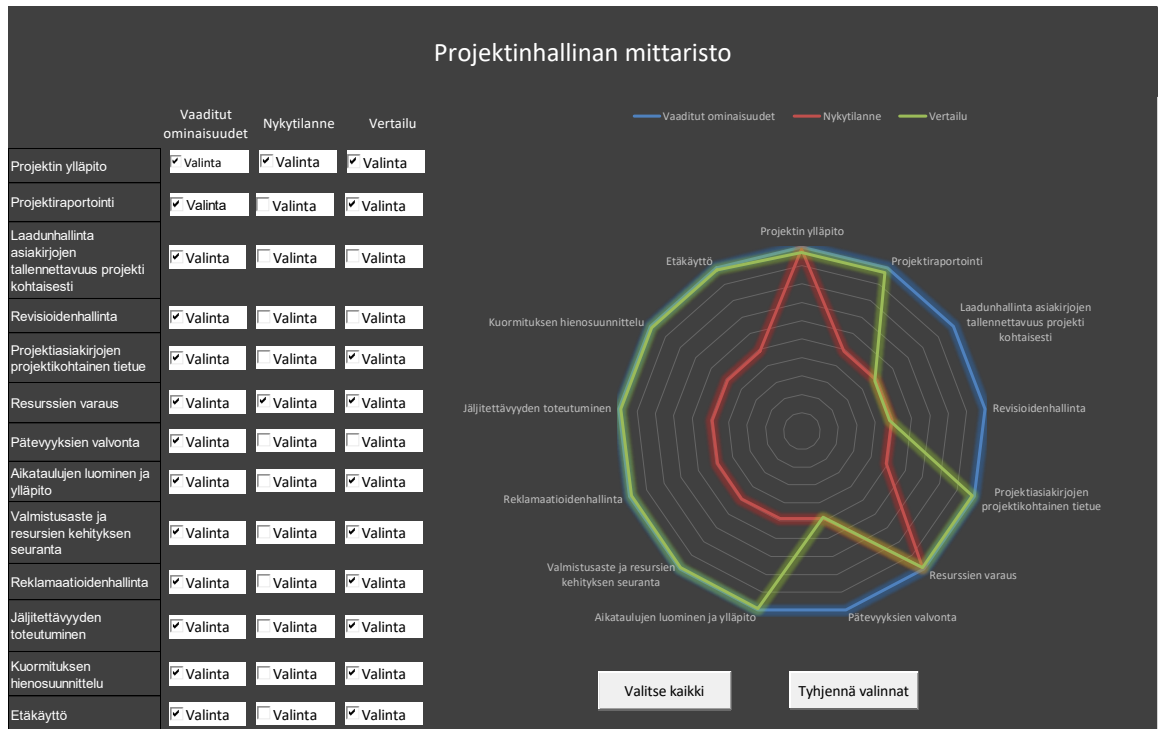 Projektinhallinan mittaristo
Vaaditut
ominaisuudet
Nykytilanne
Vertailu
Projektin ylläpito
Valinta
Valinta
Valinta
Projektiraportointi
Valinta
Valinta
Valinta
Laadunhallinta
asiakirjojen
tallennettavuus projekti
kohtaisesti
Valinta
Valinta
Valinta
Revisioidenhallinta
Valinta
Valinta
Valinta
Projektiasiakirjojen
projektikohtainen tietue
Valinta
Valinta
Valinta
Resurssien varaus
Valinta
Valinta
Valinta
Pätevyyksien valvonta
Valinta
Valinta
Valinta
Aikataulujen luominen ja
ylläpito
Valinta
Valinta
Valinta
Valmistusaste ja
resursien kehityksen
seuranta
Valinta
Valinta
Valinta
Reklamaatioidenhallinta
Valinta
Valinta
Valinta
Jäljitettävyyden
toteutuminen
Valinta
Valinta
Valinta
Kuormituksen
hienosuunnittelu
Valinta
Valinta
Valinta
Etäkäyttö
Valinta
Valinta
Valinta
Vaaditut ominaisuudet
Nykytilanne
Vertailu
Projektin ylläpito
Projektiraportointi
Laadunhallinta asiakirjojen
tallennettavuus projekti
kohtaisesti
Revisioidenhallinta
Projektiasiakirjojen
projektikohtainen tietue
Resurssien varaus
Pätevyyksien valvonta
Aikataulujen luominen ja ylläpito
Valmistusaste ja resursien
kehityksen seuranta
Reklamaatioidenhallinta
Jäljitettävyyden toteutuminen
Kuormituksen hienosuunnittelu
Etäkäyttö
Valitse kaikki
Tyhjennä valinnat